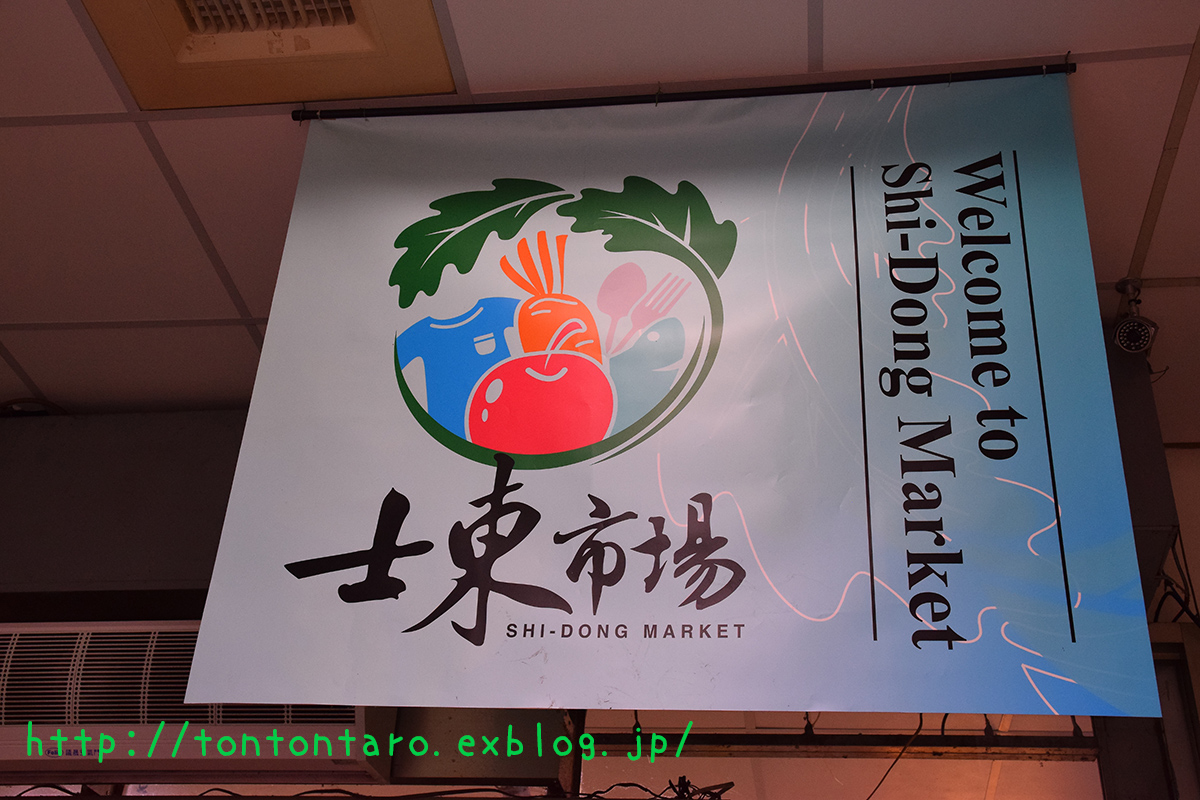 士東市場
SHI-DONG MARKET
Welcome to
Shi-Dong Market
http://tontontaro.exblog.jp/